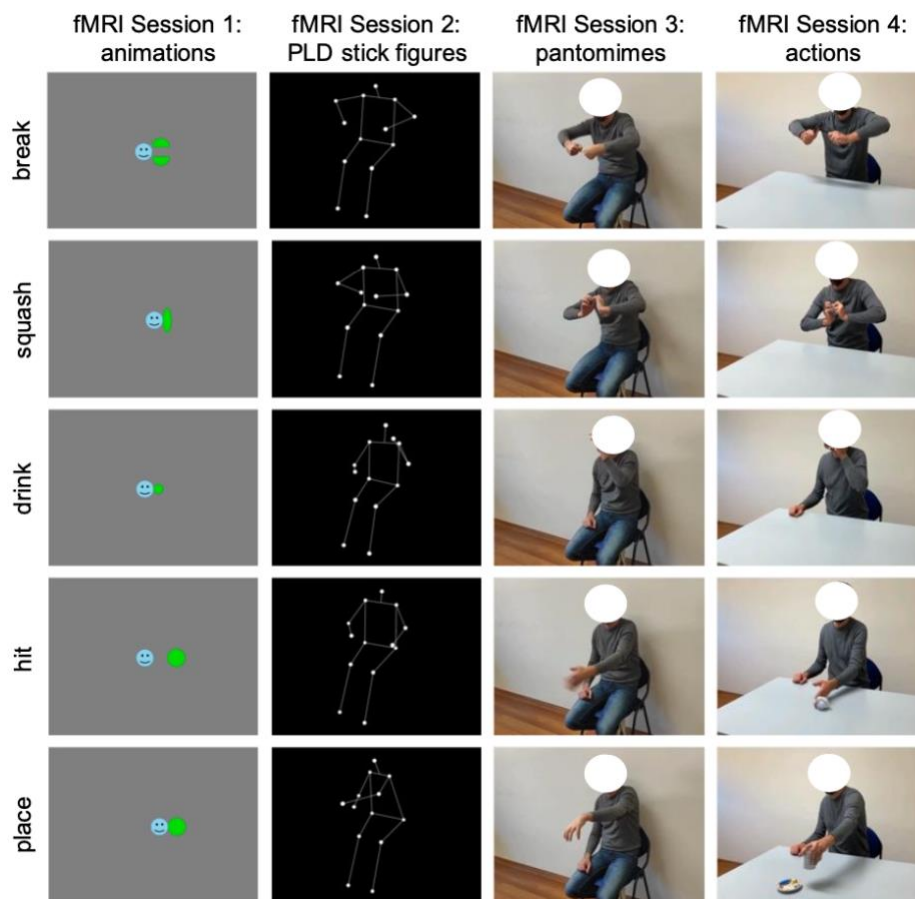 fMRI Session 1:
animations
fMRI Session 2:
PLD stick figures
fMRI Session 3:
pantomimes
fMRI Session 4:
actions
break
squash
drink
hit
place